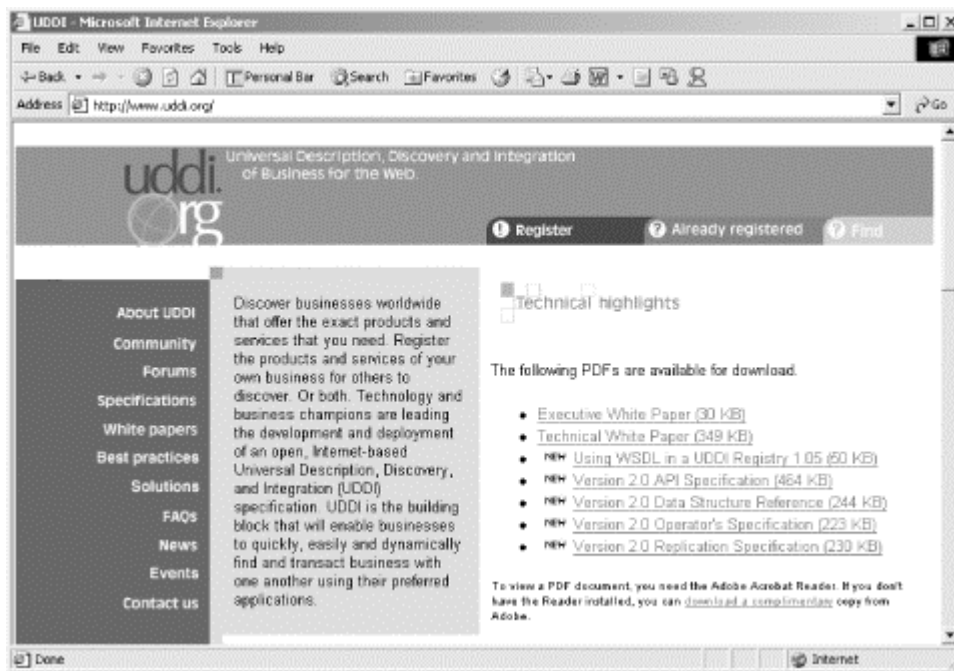 UDDI - Microsoft Internet Explorer
File Edit View Favorites Tools Help
Back Personal Bar Search Favorites
Address http://www.uddi.org/ Go
uddi.
org
Universal Description, Discovery and Integration
of Business for the Web.
Register Already registered Find
About UDDI
Community
Forums
Specifications
White papers
Best practices
Solutions
FAQs
News
Events
Contact us
Discover businesses worldwide
that offer the exact products and
services that you need. Register
the products and services of your
own business for others to
discover. Or both. Technology and
business champions are leading
the development and deployment
of an open, Internet-based
Universal Description, Discovery,
and Integration (UDDI)
specification. UDDI is the building
block that will enable businesses
to quickly, easily and dynamically
find and transact business with
one another using their preferred
applications.
Technical highlights
The following PDFs are available for download.
Executive White Paper (30 KB)
Technical White Paper (349 KB)
NEW Using WSDL in a UDDI Registry 1.05 (50 KB)
NEW Version 2.0 API Specification (464 KB)
NEW Version 2.0 Data Structure Reference (244 KB)
NEW Version 2.0 Operator's Specification (223 KB)
NEW Version 2.0 Replication Specification (230 KB)
To view a PDF document, you need the Adobe Acrobat Reader. If you don't
have the Reader installed, you can download a complimentary copy from
Adobe.
Done Internet